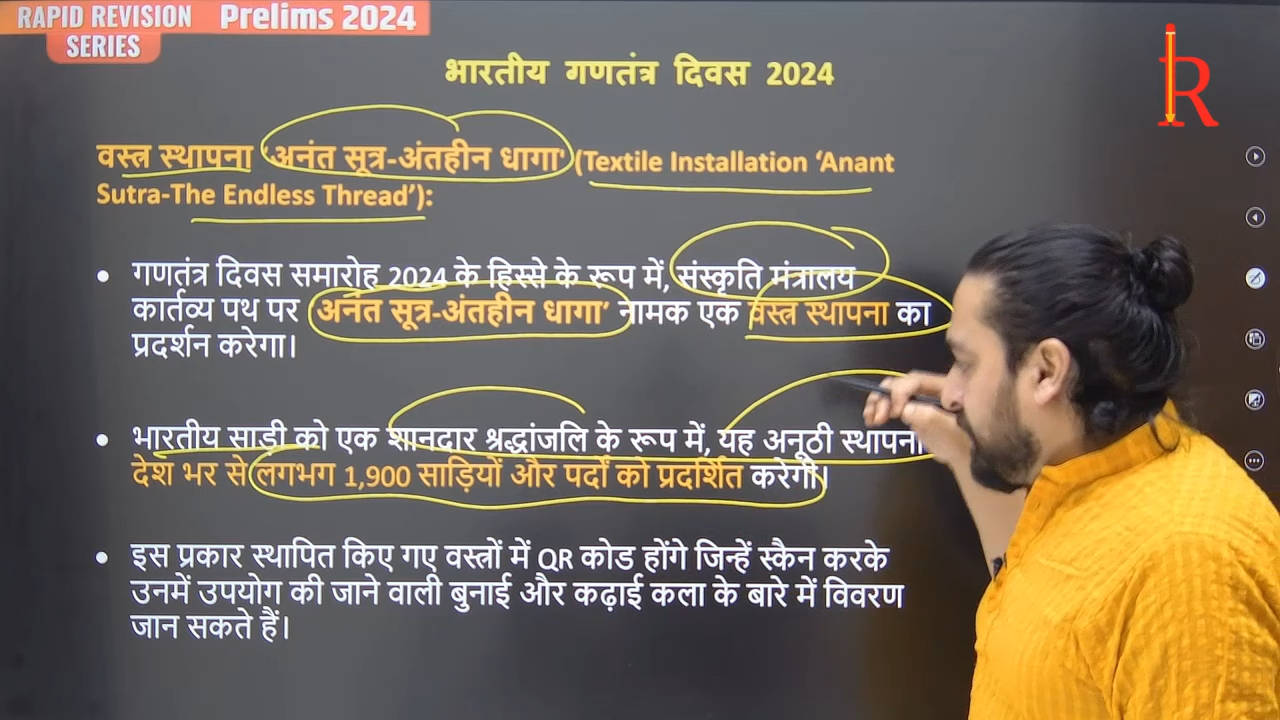 RAPID REVISION Prelims 2024
SERIES
R
भारतीय गणतंत्र दिवस 2024
वस्त्र स्थापना 'अनंत सूत्र-अंतहीन धागा' (Textile Installation 'Anant
Sutra-The Endless Thread'):
• गणतंत्र दिवस समारोह 2024 के हिस्से के रूप में, संस्कृति मंत्रालय
कार्तव्य पथ पर अनंत सूत्र-अंतहीन धागा' नामक एक वस्त्र स्थापना का
प्रदर्शन करेगा।
• भारतीय साड़ी को एक शानदार श्रद्धांजलि के रूप में, यह अनूठी स्थापना
देश भर से लगभग 1,900 साड़ियों और पर्दों को प्रदर्शित करेगी।
• इस प्रकार स्थापित किए गए वस्त्रों में QR कोड होंगे जिन्हें स्कैन करके
उनमें उपयोग की जाने वाली बुनाई और कढ़ाई कला के बारे में विवरण
जान सकते हैं।